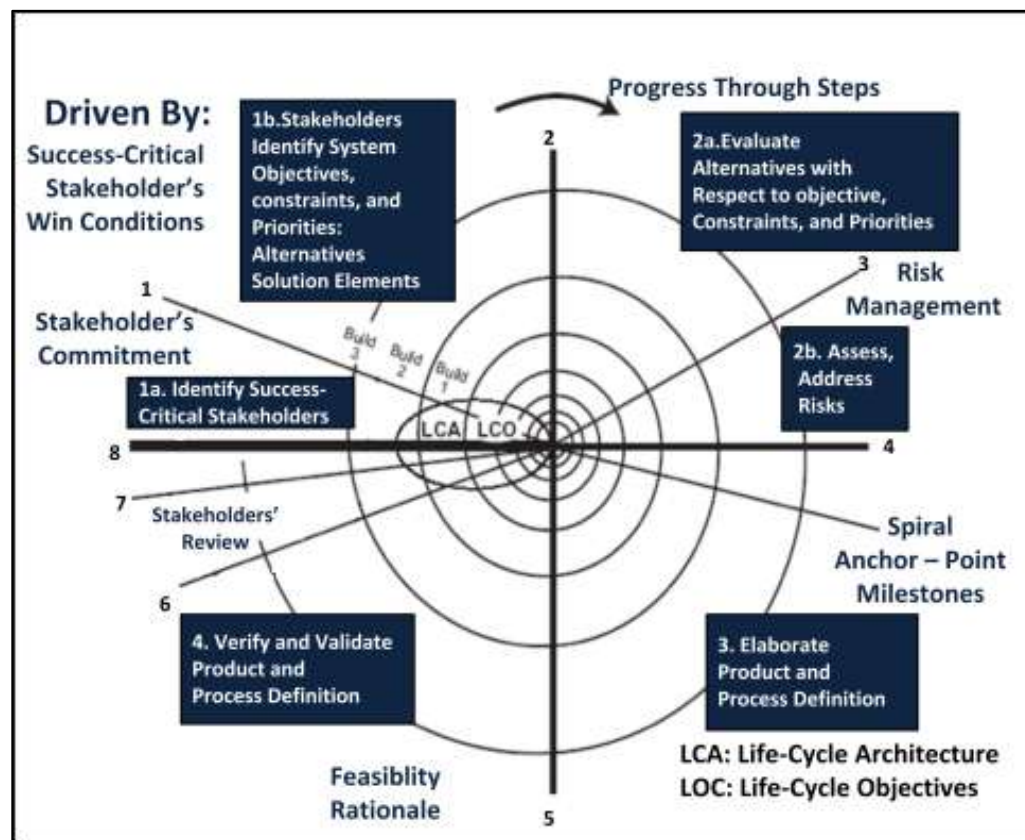 Driven By:
Success-Critical
Stakeholder's
Win Conditions
1b.Stakeholders
Identify System
Objectives,
constraints, and
Priorities:
Alternatives
Solution Elements
Progress Through Steps
2
2a.Evaluate
Alternatives with
Respect to objective,
Constraints, and Priorities
3
Risk
Management
1
Stakeholder's
Commitment
Build
3
Build
2
Build
1
2b. Assess,
Address
Risks
1a. Identify Success-
Critical Stakeholders
LCA
LCO
8
4
7
Stakeholders'
Review
Spiral
Anchor – Point
Milestones
6
4. Verify and Validate
Product and
Process Definition
3. Elaborate
Product and
Process Definition
Feasiblity
Rationale
5
LCA: Life-Cycle Architecture
LOC: Life-Cycle Objectives